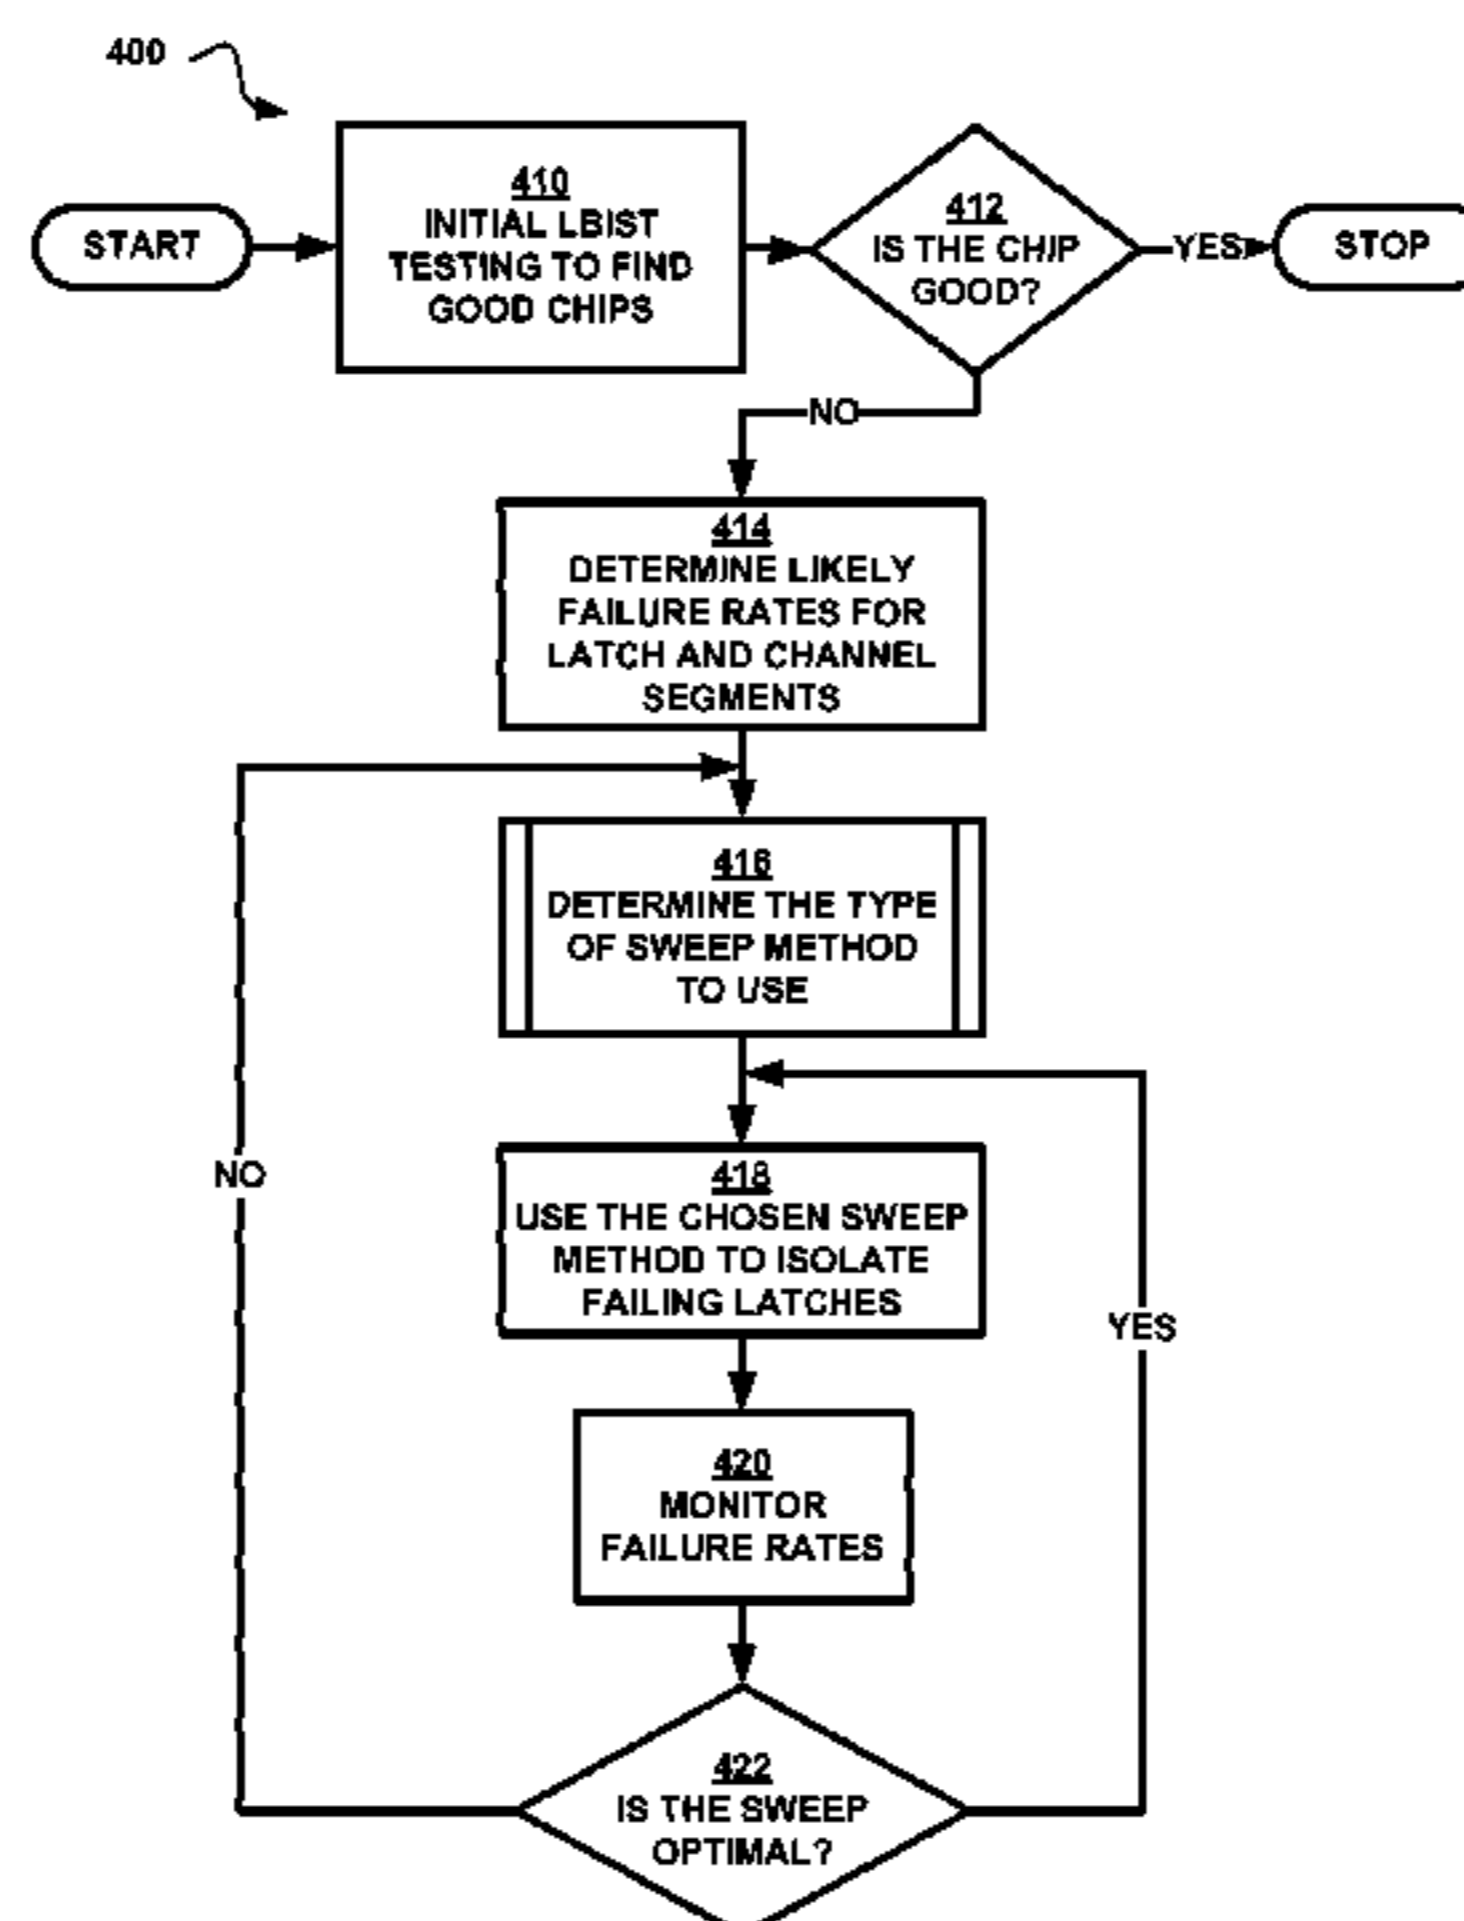 400
START
410
INITIAL LBIST
TESTING TO FIND
GOOD CHIPS
412
IS THE CHIP
GOOD?
YES
STOP
NO
414
DETERMINE LIKELY
FAILURE RATES FOR
LATCH AND CHANNEL
SEGMENTS
416
DETERMINE THE TYPE
OF SWEEP METHOD
TO USE
418
USE THE CHOSEN SWEEP
METHOD TO ISOLATE
FAILING LATCHES
NO
YES
420
MONITOR
FAILURE RATES
422
IS THE SWEEP
OPTIMAL?